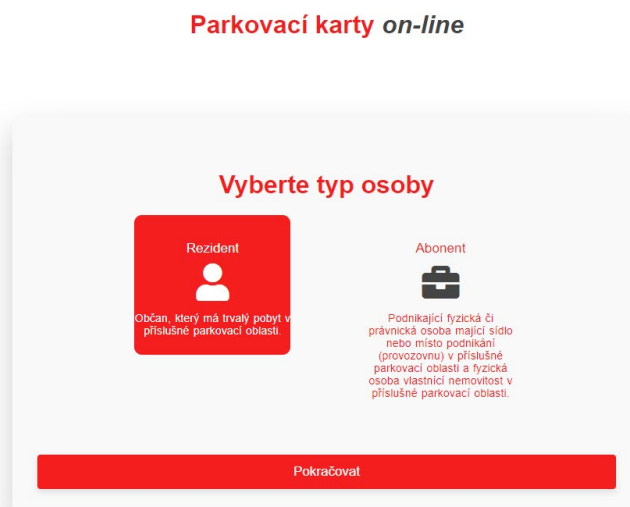 Parkovací karty on-line
Vyberte typ osoby
Rezident
Občan, který má trvalý pobyt v
příslušné parkovací oblasti.
Abonent
Podnikající fyzická či
právnická osoba mající sídlo
nebo místo podnikání
(provozovnu) v příslušné
parkovací oblasti a fyzická
osoba vlastnící nemovitost v
příslušné parkovací oblasti.
Pokračovat